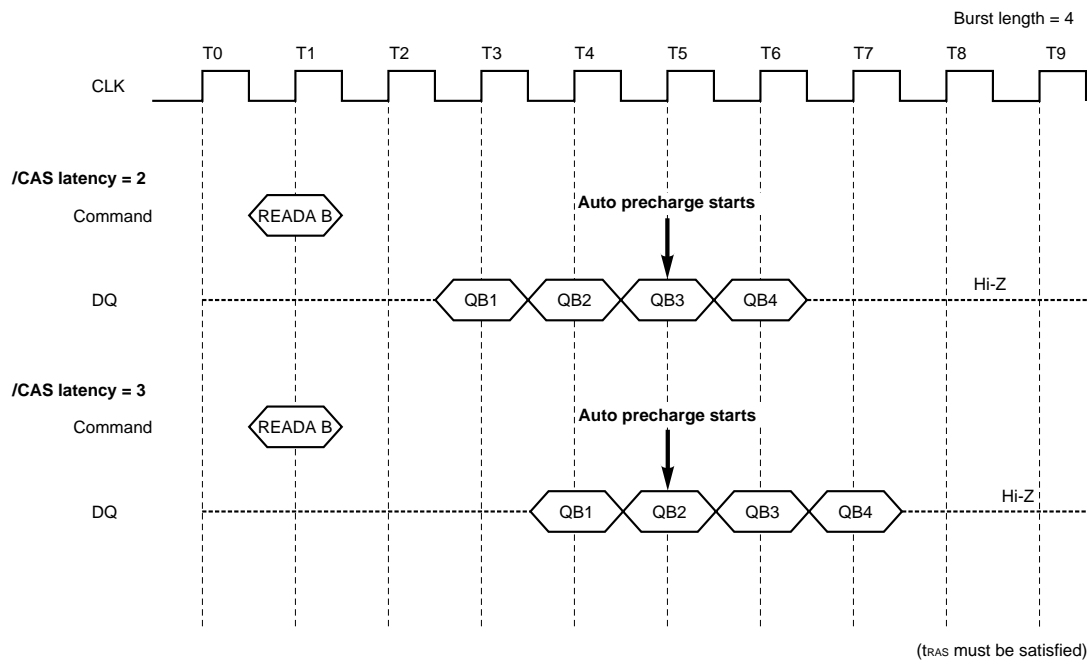 Burst length = 4
T0 T1 T2 T3 T4 T5 T6 T7 T8 T9
CLK
/CAS latency = 2
Auto precharge starts
Command READA B
Hi-Z
DQ QB1 QB2 QB3 QB4
/CAS latency = 3
Auto precharge starts
Command READA B
Hi-Z
DQ QB1 QB2 QB3 QB4
(tRAS must be satisfied)